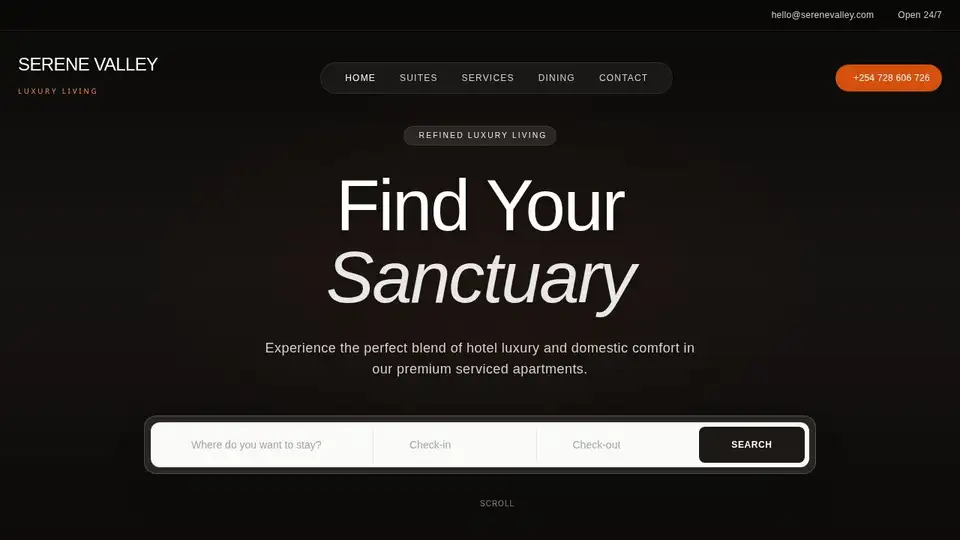 hello@serenevalley.com Open 24/7
SERENE VALLEY
LUXURY LIVING
HOME SUITES SERVICES DINING CONTACT
+254 728 606 726
REFINED LUXURY LIVING
Find Your
Sanctuary
Experience the perfect blend of hotel luxury and domestic comfort in
our premium serviced apartments.
Where do you want to stay? Check-in Check-out SEARCH
SCROLL